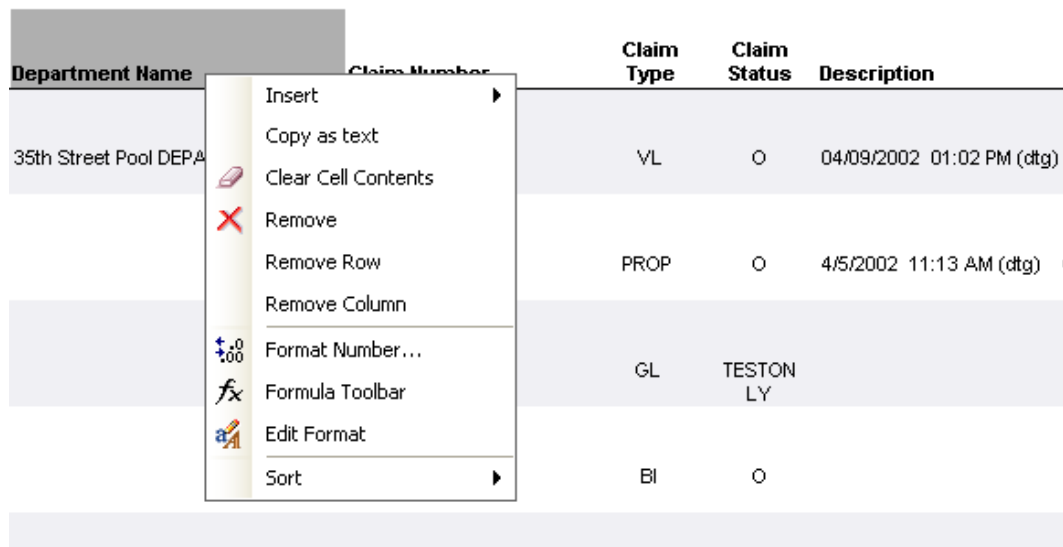 Claim Claim
Department Name Claim Number Type Status Description
Insert
Copy as text
35th Street Pool DEPA VL O 04/09/2002 01:02 PM (dtg)
Clear Cell Contents
Remove
Remove Row PROP O 4/5/2002 11:13 AM (dtg)
Remove Column
Format Number...
GL TESTON
LY
Formula Toolbar
Edit Format
Sort BI O